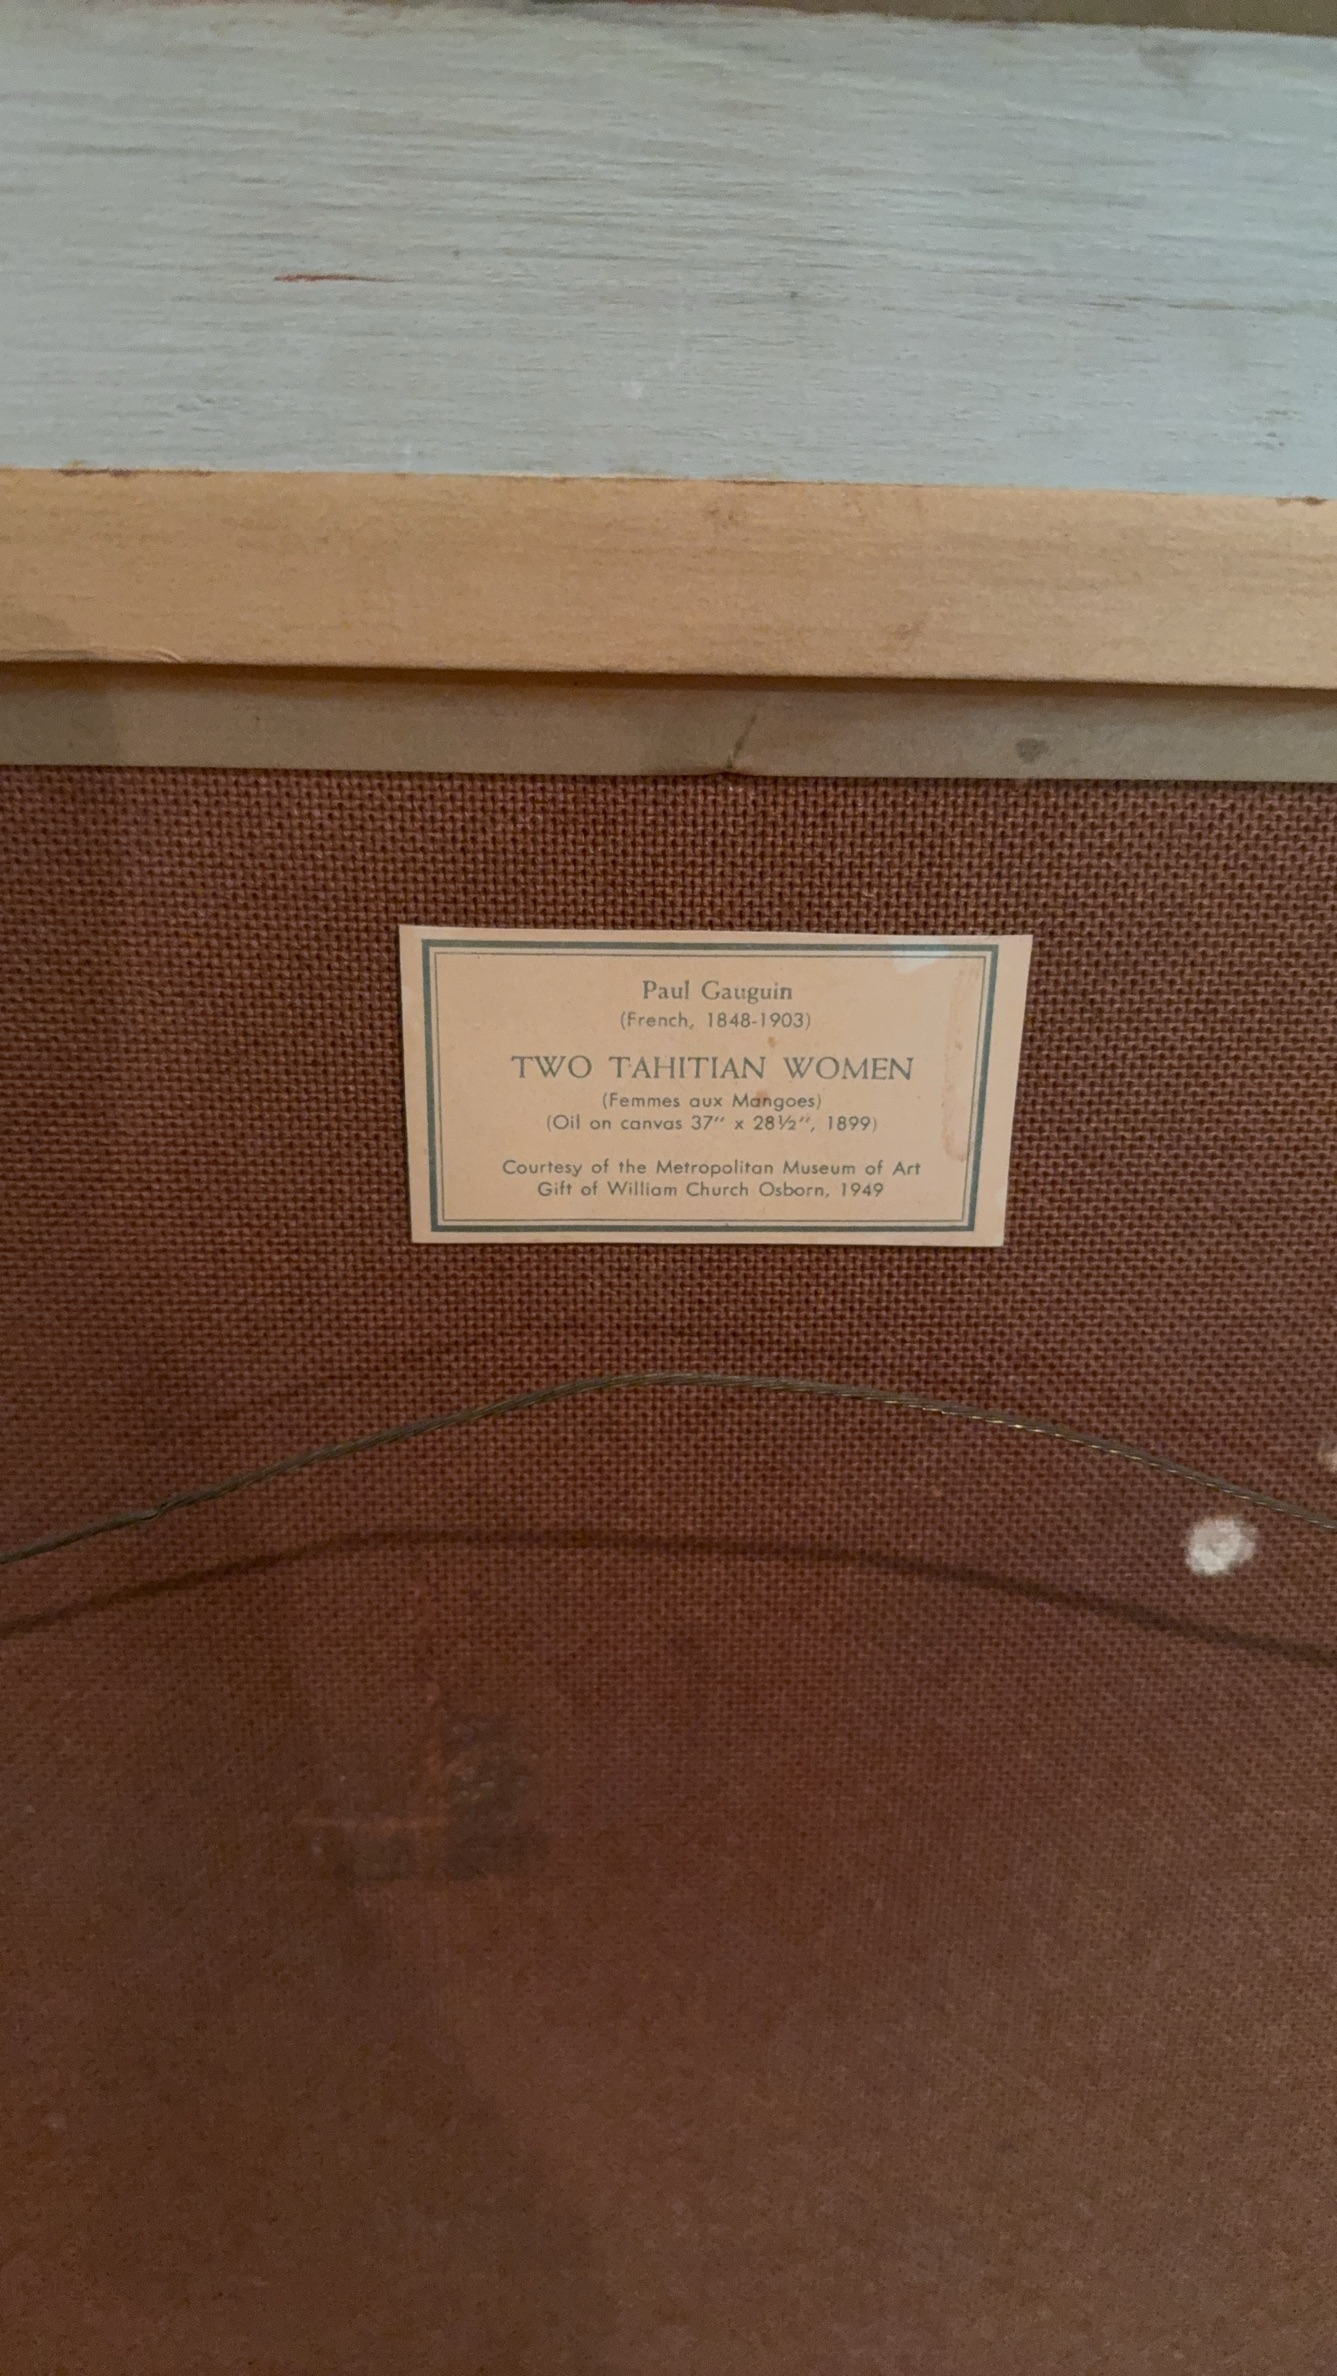 Paul Gauguin
(French, 1848-1903)
TWO TAHITIAN WOMEN
(Femmes aux Mangoes)
(Oil on canvas 37″ x 28½″, 1899)
Courtesy of the Metropolitan Museum of Art
Gift of William Church Osborn, 1949